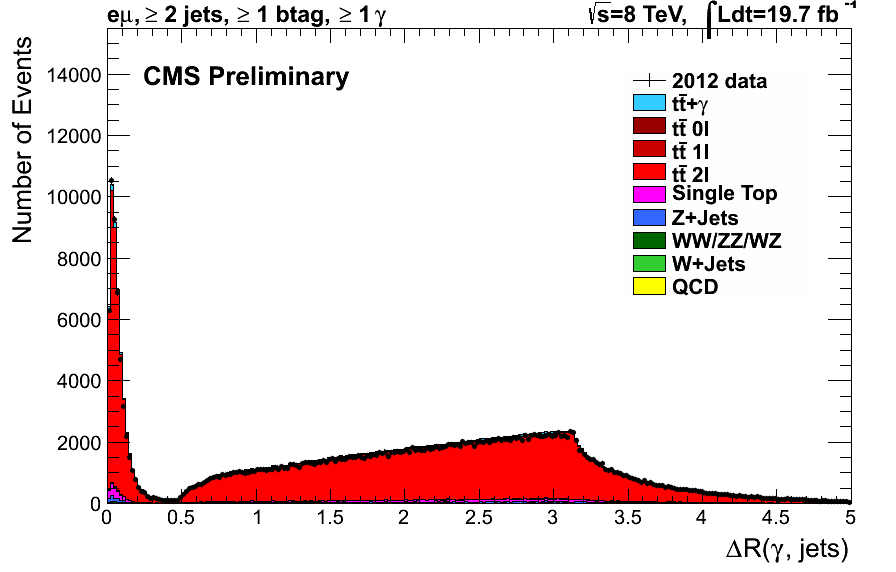 eμ, ≥ 2 jets, ≥ 1 btag, ≥ 1 γ √s=8 TeV, ∫Ldt=19.7 fb⁻¹
CMS Preliminary
2012 data
tt̄+γ
tt̄ 0l
tt̄ 1l
tt̄ 2l
Single Top
Z+Jets
WW/ZZ/WZ
W+Jets
QCD
Number of Events
14000
12000
10000
8000
6000
4000
2000
0
0 0.5 1 1.5 2 2.5 3 3.5 4 4.5 5
ΔR(γ, jets)